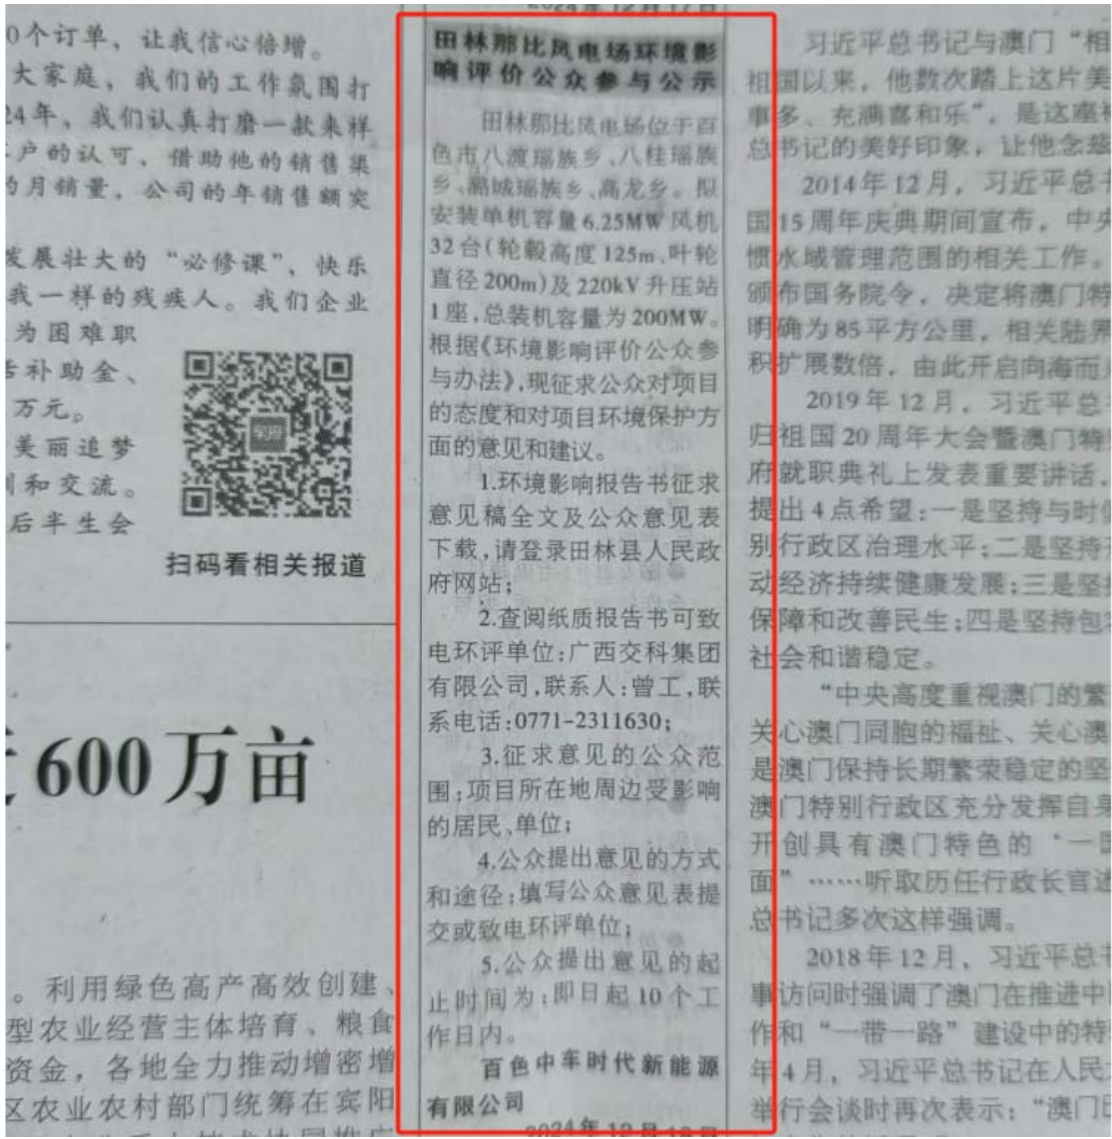 0个订单，让我信心倍增。
大家庭，我们的工作氛围打
24年，我们认真打磨一款来样
户的认可，借助他的销售渠
的月销量，公司的年销售额突
发展壮大的“必修课”，快乐
我一样的残疾人。我们企业
为困难职
补助金、
万元。
美丽追梦
和交流。
后半生会
扫码看相关报道
600万亩
。利用绿色高产高效创建、
型农业经营主体培育、粮食
资金，各地全力推动增密增
区农业农村部门统筹在宾阳
2024年12月17日
田林那比风电场环境影
响评价公众参与公示
田林那比风电场位于百
色市八渡瑶族乡、八桂瑶族
乡、潞城瑶族乡、高龙乡。拟
安装单机容量6.25MW风机
32台(轮毂高度125m、叶轮
直径200m)及220kV升压站
1座,总装机容量为200MW。
根据《环境影响评价公众参
与办法》,现征求公众对项目
的态度和对项目环境保护方
面的意见和建议。
1.环境影响报告书征求
意见稿全文及公众意见表
下载,请登录田林县人民政
府网站;
2.查阅纸质报告书可致
电环评单位:广西交科集团
有限公司,联系人:曾工,联
系电话:0771-2311630;
3.征求意见的公众范
围:项目所在地周边受影响
的居民、单位;
4.公众提出意见的方式
和途径:填写公众意见表提
交或致电环评单位;
5.公众提出意见的起
止时间为:即日起10个工
作日内。
百色中车时代新能源
有限公司
2024年12月18日
习近平总书记与澳门“相
祖国以来，他数次踏上这片美
事多、充满喜和乐”，是这座
总书记的美好印象，让他念兹
2014年12月，习近平总
国15周年庆典期间宣布，中央
惯水域管理范围的相关工作。
颁布国务院令，决定将澳门特
明确为85平方公里，相关陆界
积扩展数倍，由此开启向海而
2019年12月，习近平总
归祖国20周年大会暨澳门特
府就职典礼上发表重要讲话，
提出4点希望:一是坚持与时
别行政区治理水平;二是坚持
动经济持续健康发展;三是坚
保障和改善民生;四是坚持包
社会和谐稳定。
“中央高度重视澳门的繁
关心澳门同胞的福祉、关心澳
是澳门保持长期繁荣稳定的坚
澳门特别行政区充分发挥自身
开创具有澳门特色的‘一国
面”……听取历任行政长官述
总书记多次这样强调。
2018年12月，习近平总
事访问时强调了澳门在推进中
作和“一带一路”建设中的特
年4月，习近平总书记在人民
举行会谈时再次表示：“澳门